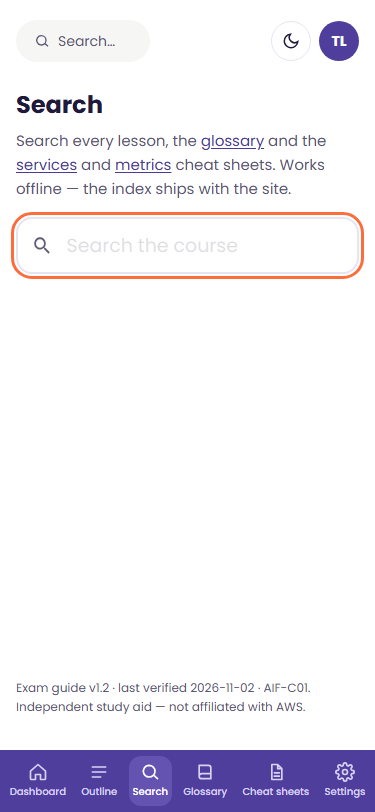 Search...
TL
Search
Search every lesson, the glossary and the
services and metrics cheat sheets. Works
offline — the index ships with the site.
Search the course
Exam guide v1.2 · last verified 2026-11-02 · AIF-C01.
Independent study aid — not affiliated with AWS.
Dashboard
Outline
Search
Glossary
Cheat sheets
Settings